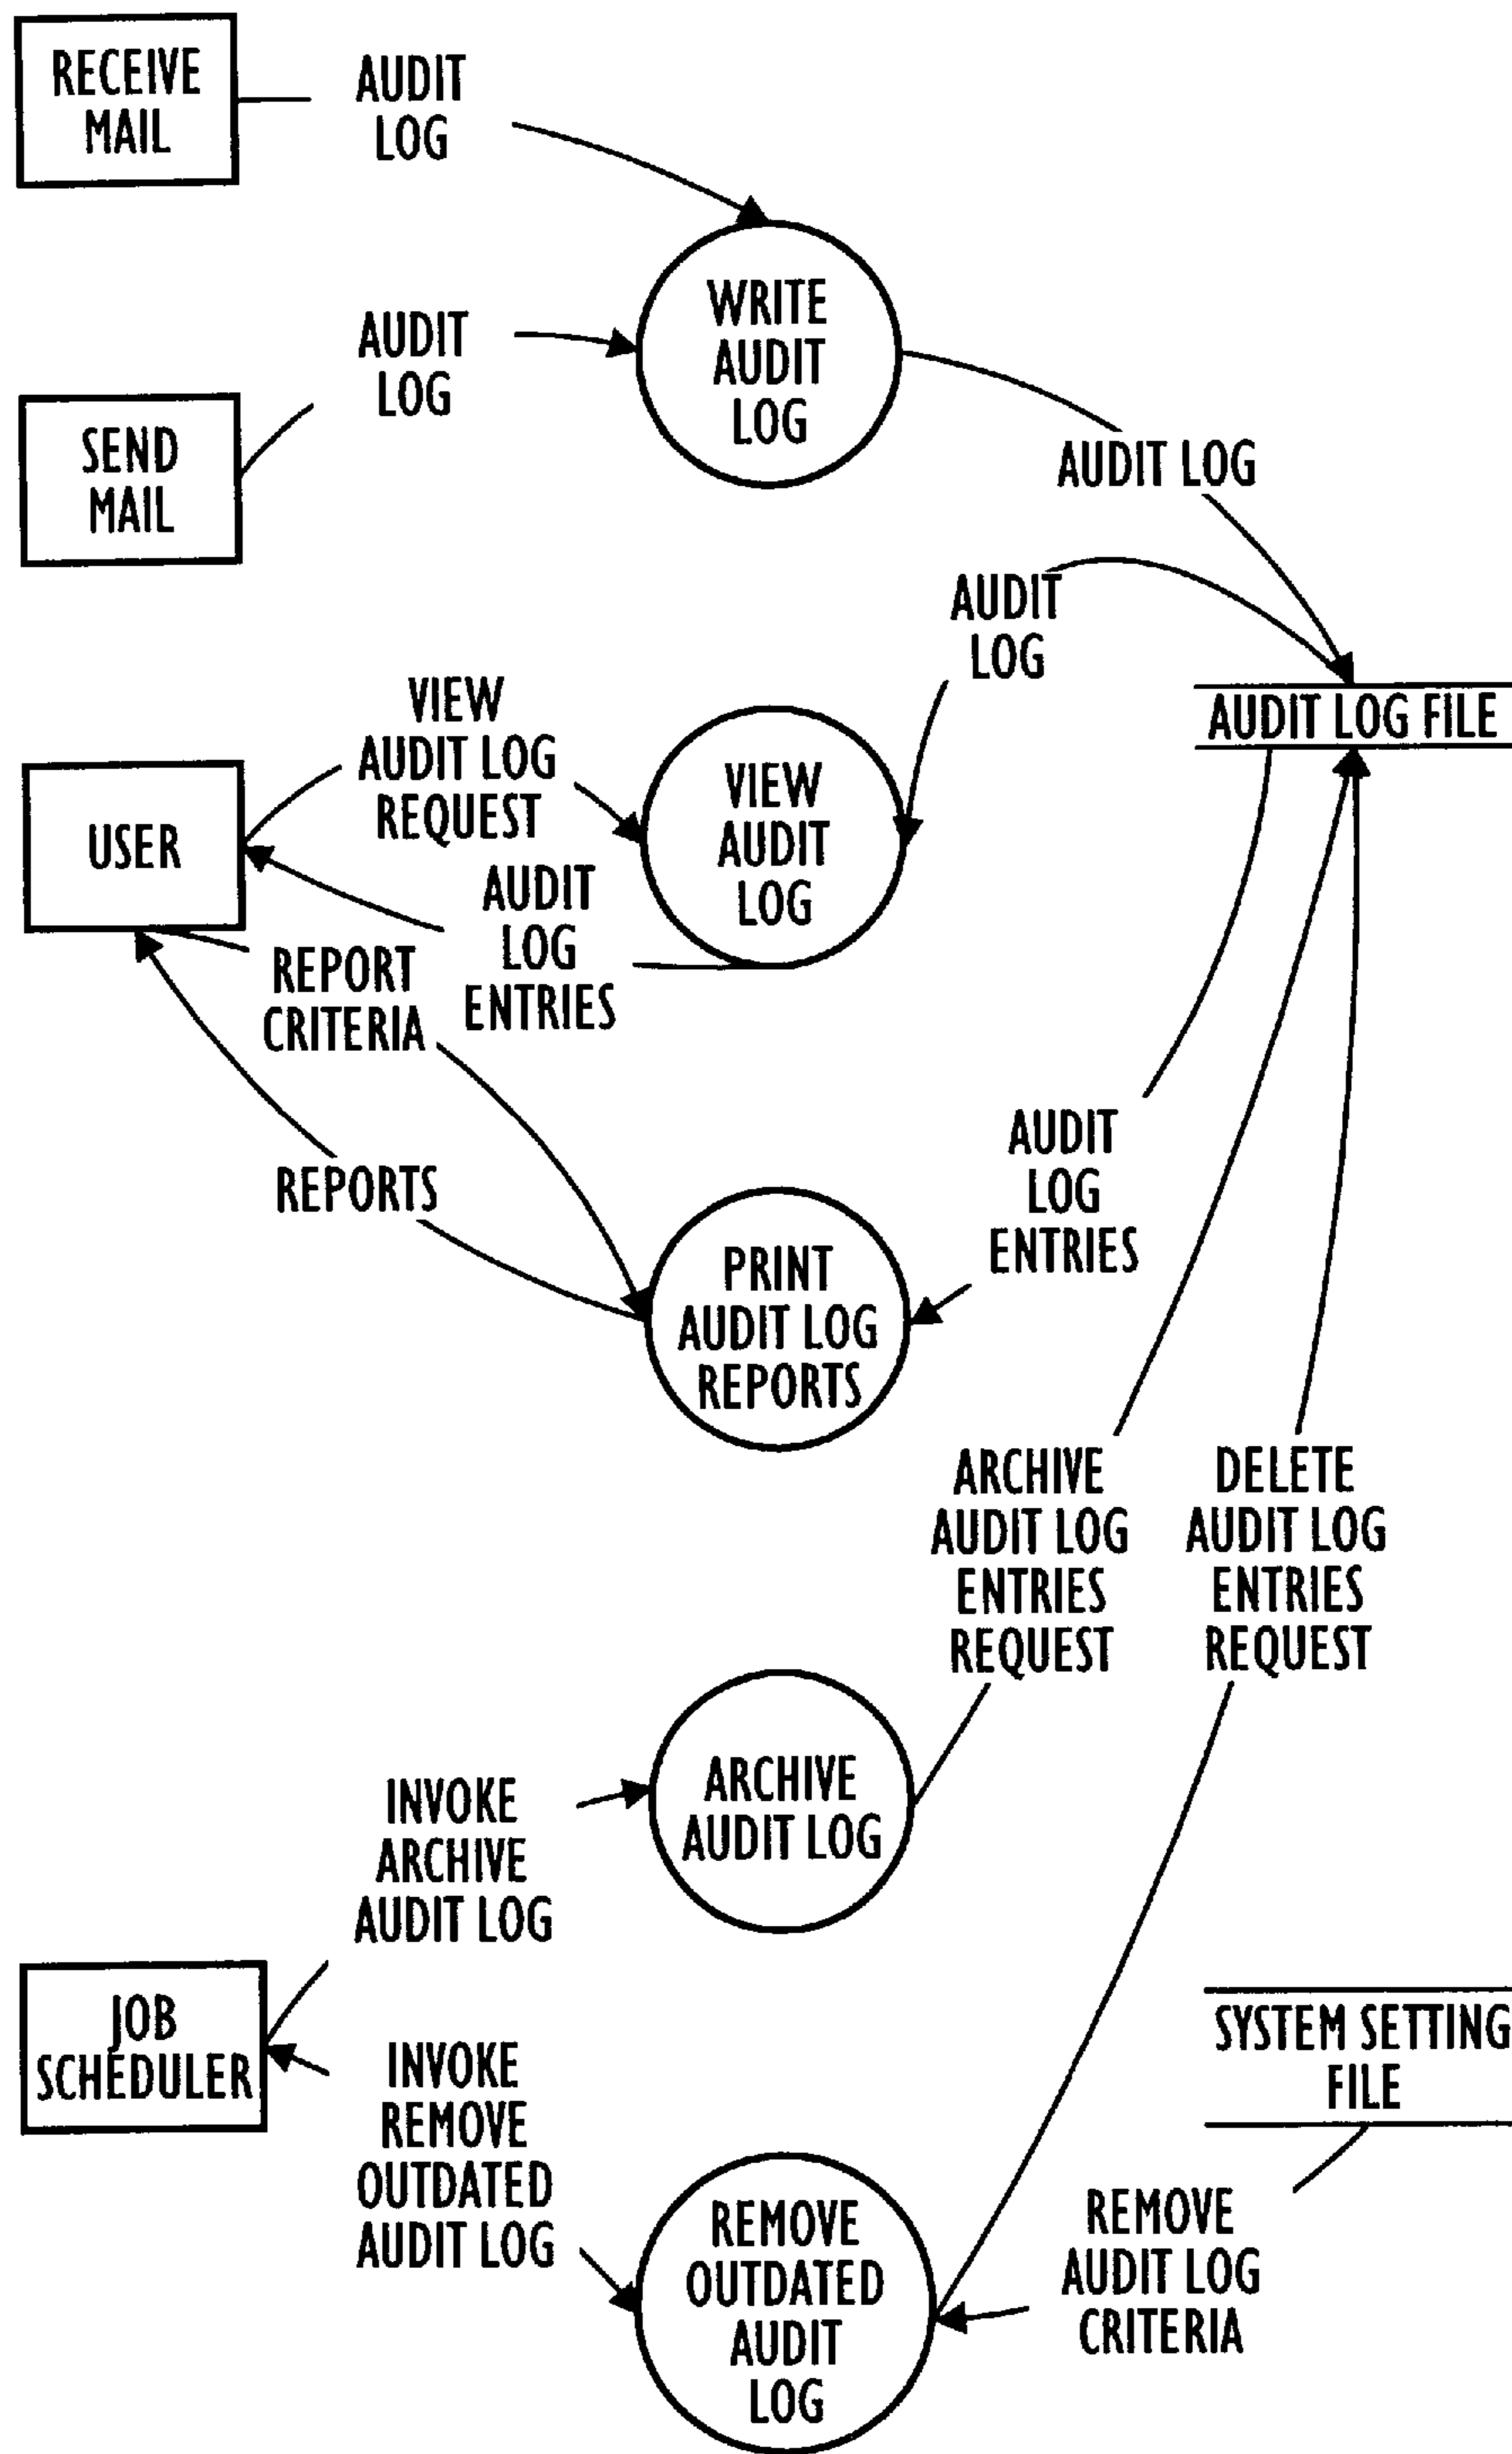 RECEIVE
MAIL
AUDIT
LOG
WRITE
AUDIT
LOG
AUDIT
LOG
SEND
MAIL
AUDIT LOG
AUDIT
LOG
AUDIT LOG FILE
VIEW
AUDIT LOG
REQUEST
VIEW
AUDIT
LOG
USER
AUDIT
LOG
ENTRIES
REPORT
CRITERIA
REPORTS
AUDIT
LOG
ENTRIES
PRINT
AUDIT LOG
REPORTS
ARCHIVE
AUDIT LOG
ENTRIES
REQUEST
DELETE
AUDIT LOG
ENTRIES
REQUEST
ARCHIVE
AUDIT LOG
INVOKE
ARCHIVE
AUDIT LOG
JOB
SCHEDULER
SYSTEM SETTING
FILE
INVOKE
REMOVE
OUTDATED
AUDIT LOG
REMOVE
OUTDATED
AUDIT
LOG
REMOVE
AUDIT LOG
CRITERIA